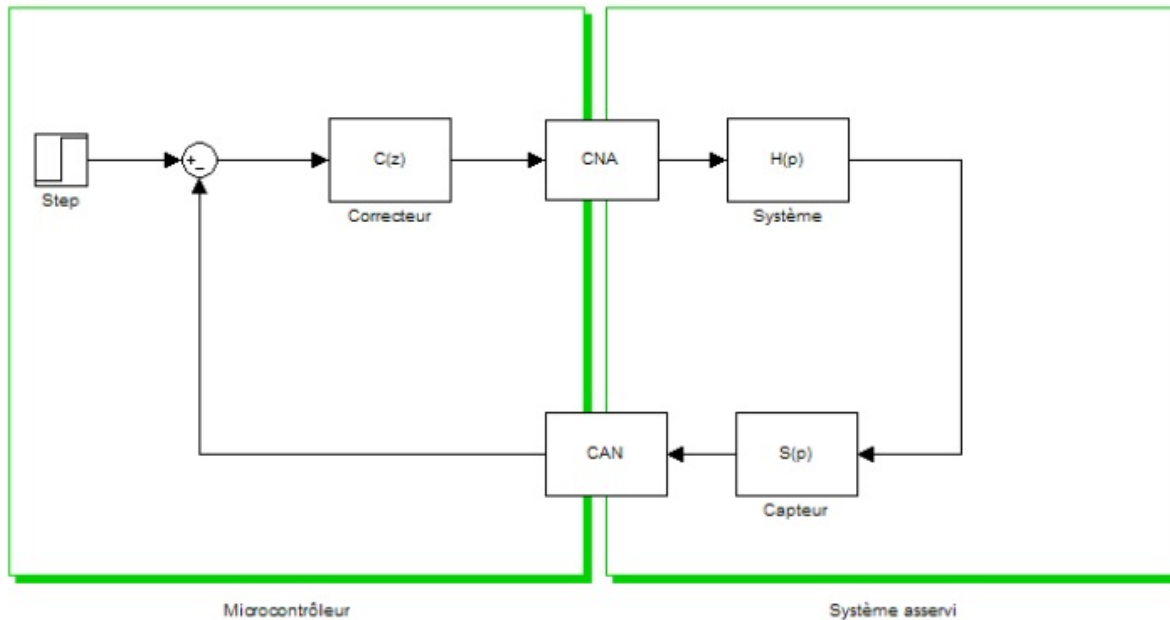 C(z)
CNA
H(p)
Step
Correcteur
Système
CAN
S(p)
Capteur
Microcontrôleur
Système asservi